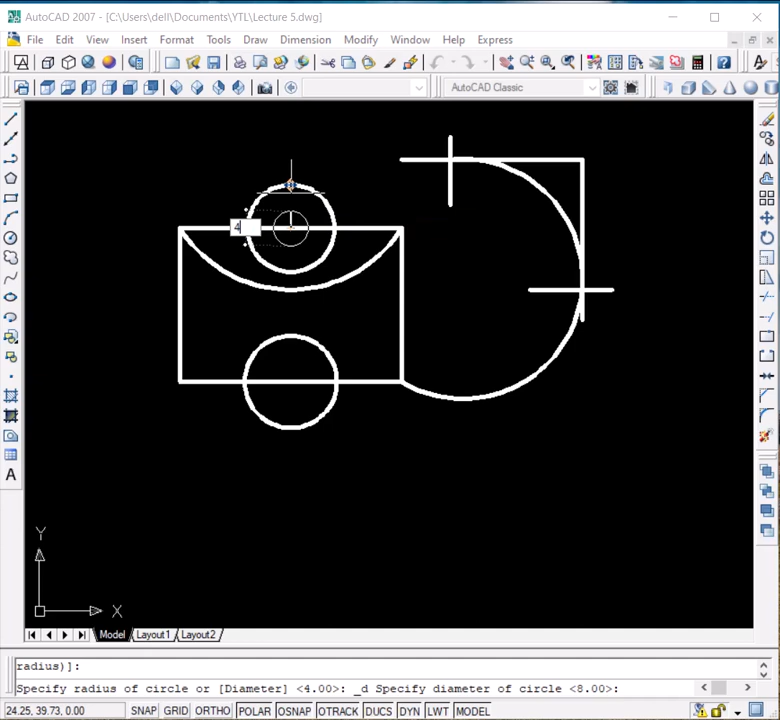 AutoCAD 2007 - [C:\Users\dell\Documents\YTL\Lecture 5.dwg]
File Edit View Insert Format Tools Draw Dimension Modify Window Help Express
AutoCAD Classic
4
Y
X
A
Model Layout1 Layout2
radius)]:
Specify radius of circle or [Diameter] <4.00>: _d Specify diameter of circle <8.00>:
24.25, 39.73, 0.00 SNAP GRID ORTHO POLAR OSNAP OTRACK DUCS DYN LWT MODEL